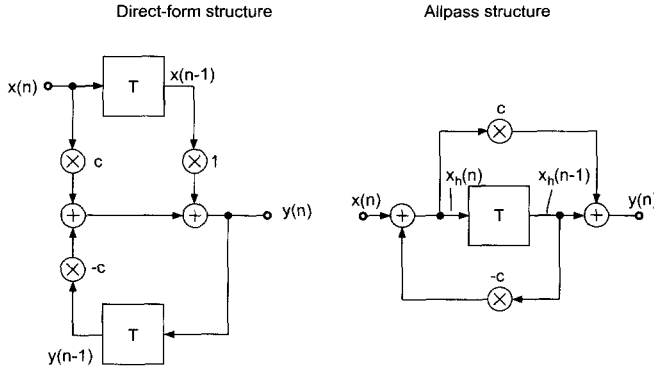 Direct-form structure
Allpass structure
x(n)
T
x(n-1)
c
1
y(n)
-c
T
y(n-1)
c
x(n)
x_h(n)
T
x_h(n-1)
y(n)
-c